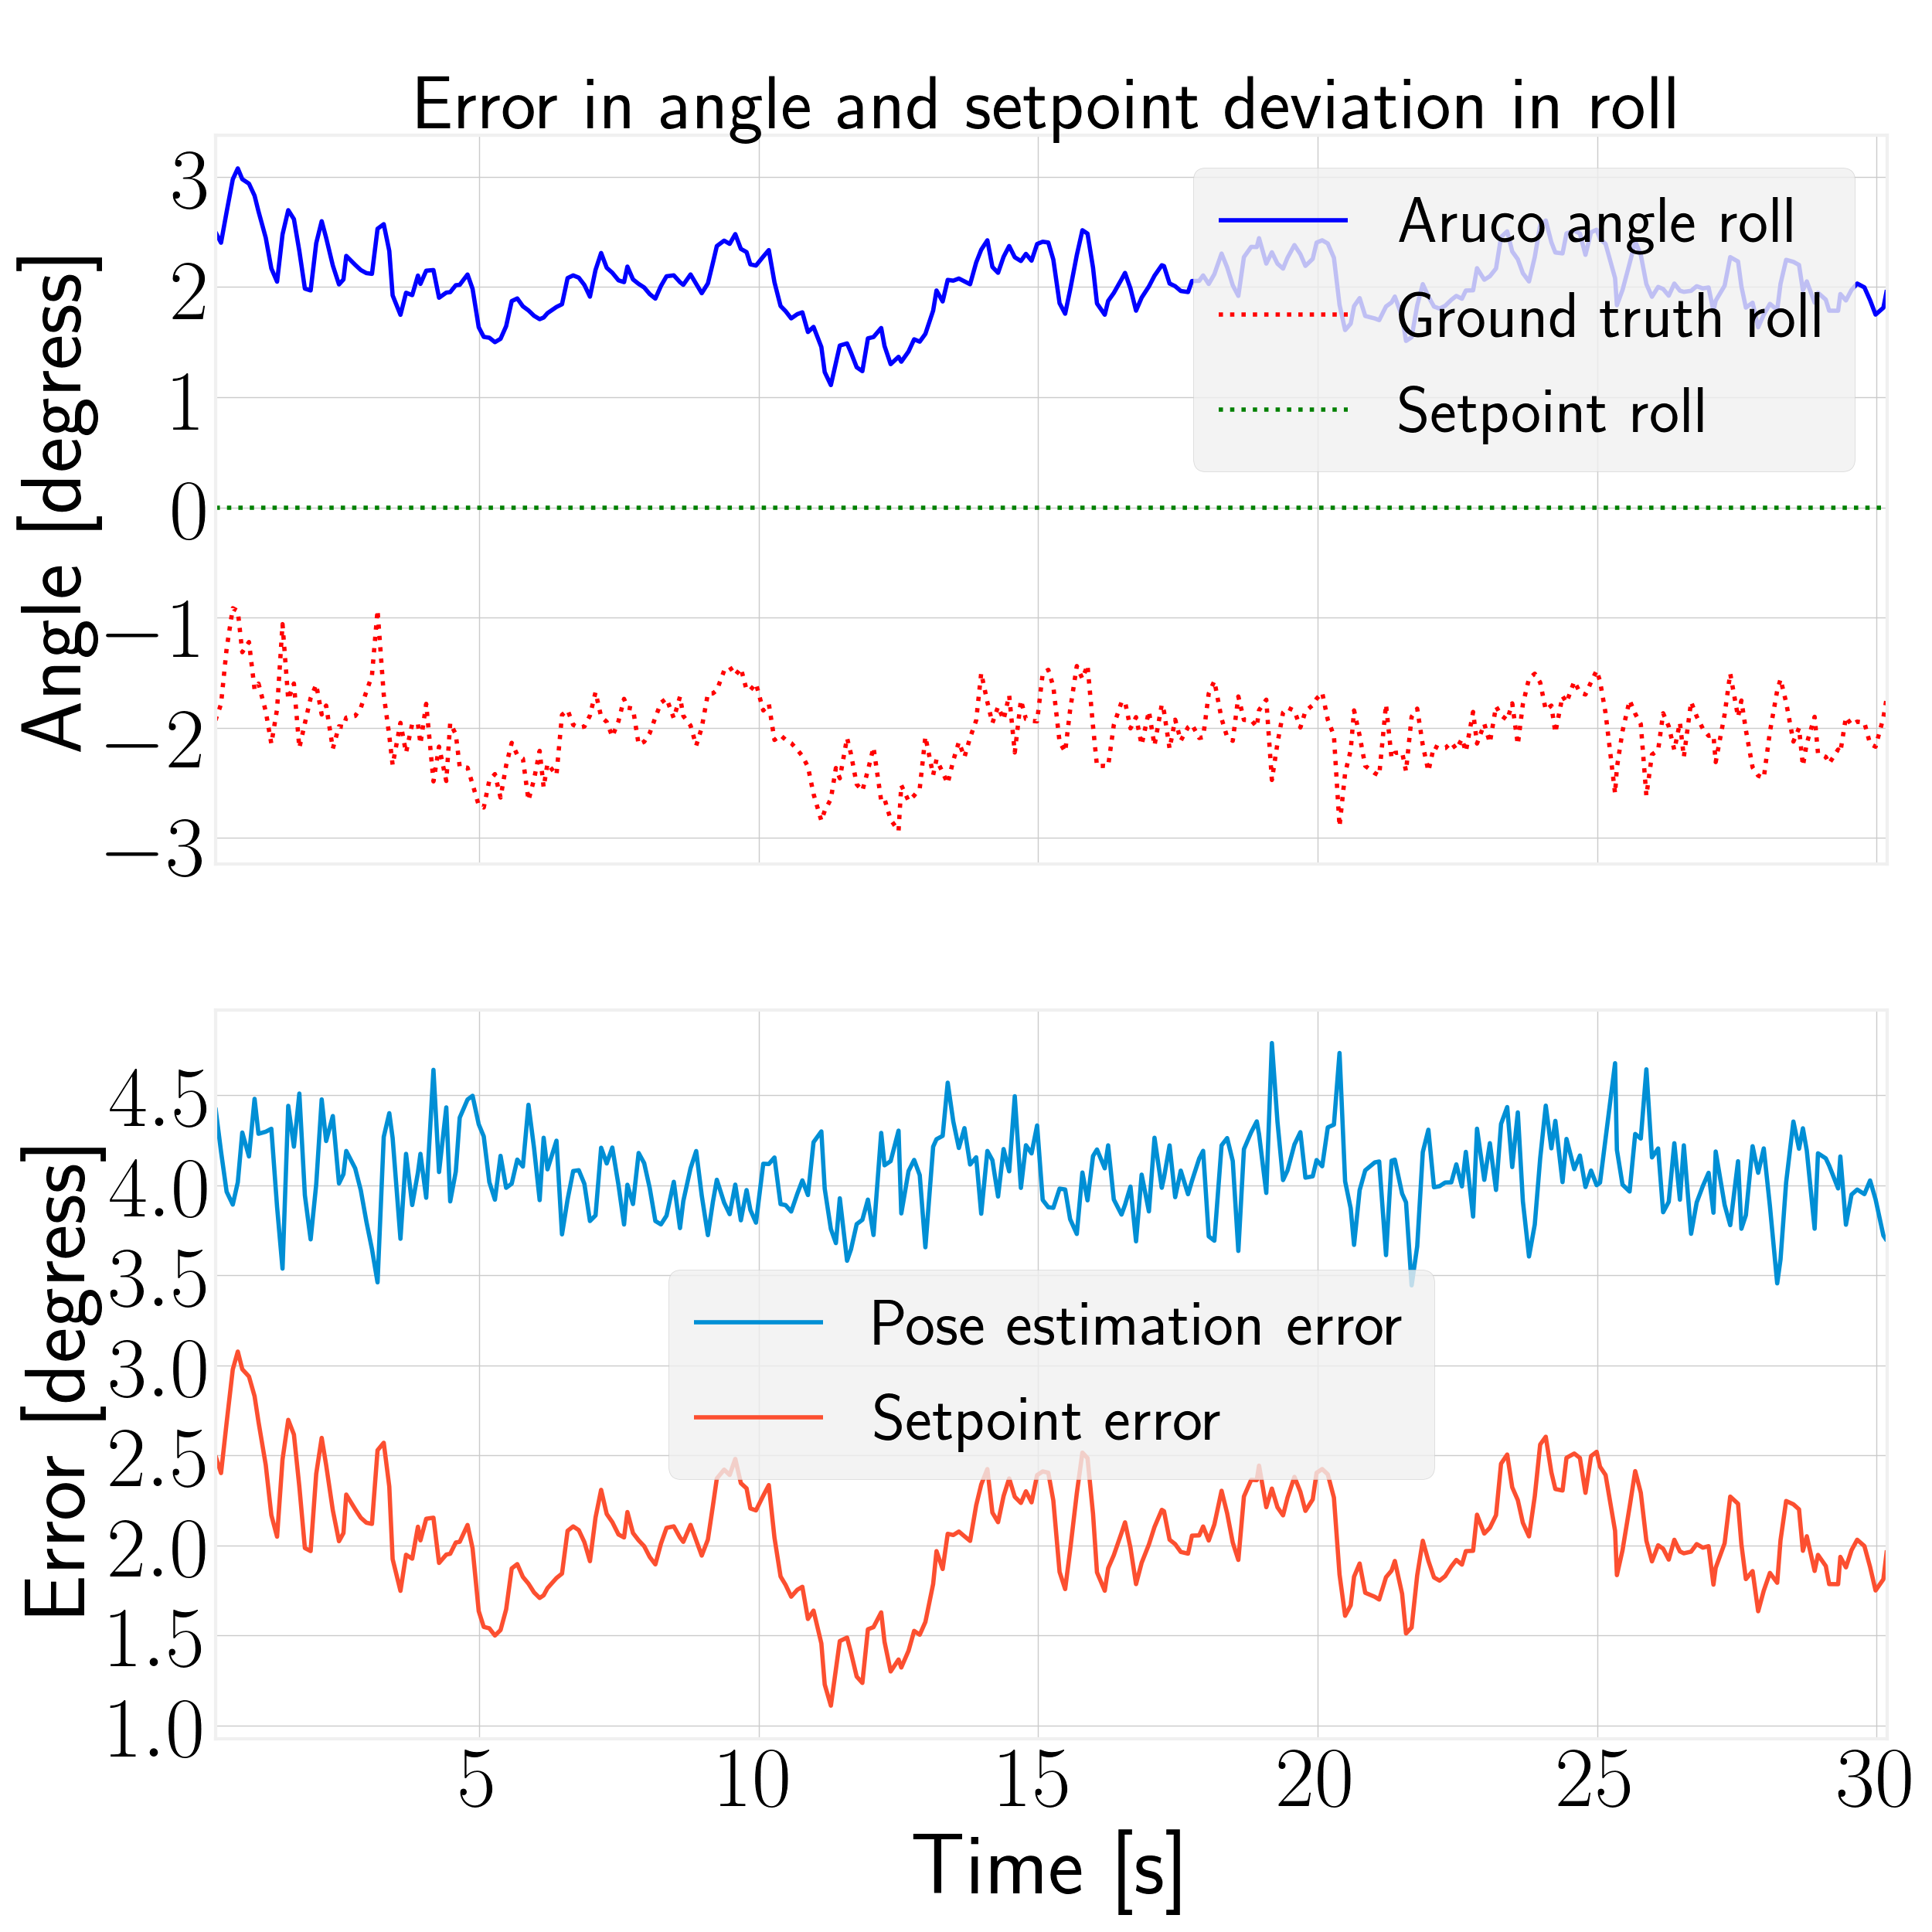 Error in angle and setpoint deviation in roll
Angle [degress]
3
2
1
0
−1
−2
−3
Aruco angle roll
Ground truth roll
Setpoint roll
Error [degress]
4.5
4.0
3.5
3.0
2.5
2.0
1.5
1.0
Pose estimation error
Setpoint error
5 10 15 20 25 30
Time [s]